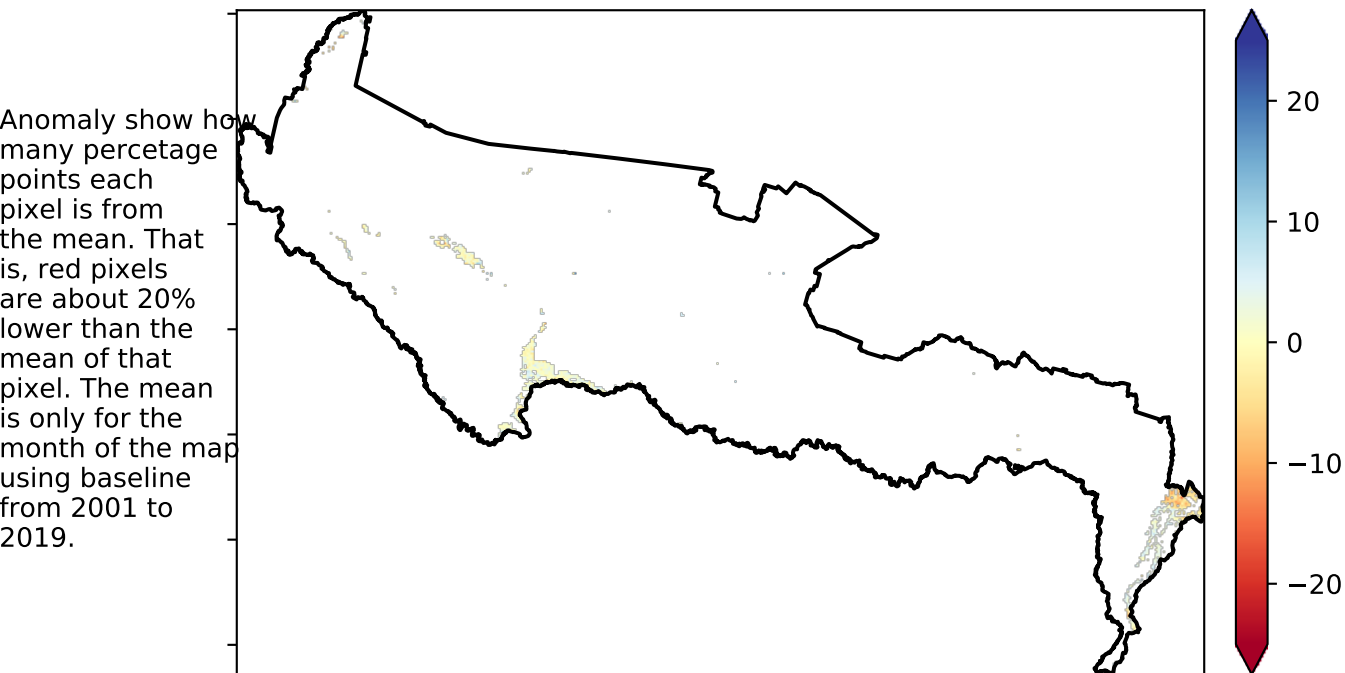 Anomaly show how
many percetage
points each
pixel is from
the mean. That
is, red pixels
are about 20%
lower than the
mean of that
pixel. The mean
is only for the
month of the map
using baseline
from 2001 to
2019.
20
10
0
−10
−20